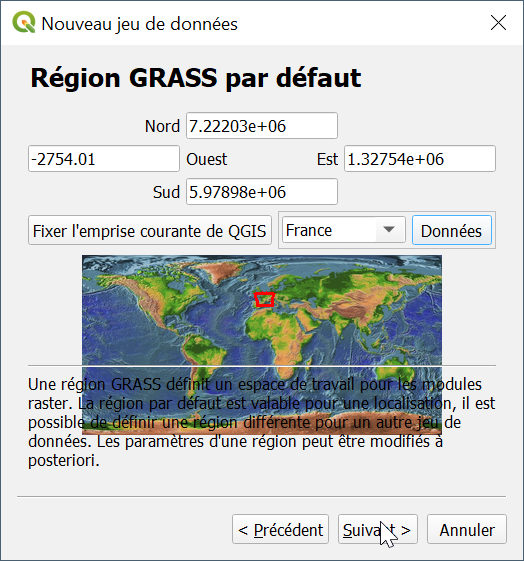 Nouveau jeu de données
Région GRASS par défaut
Nord 7.22203e+06
-2754.01 Ouest Est 1.32754e+06
Sud 5.97898e+06
Fixer l'emprise courante de QGIS France Données
Une région GRASS définit un espace de travail pour les modules
raster. La région par défaut est valable pour une localisation, il est
possible de définir une région différente pour un autre jeu de
données. Les paramètres d'une région peut être modifiés à
posteriori.
< Précédent Suivant > Annuler